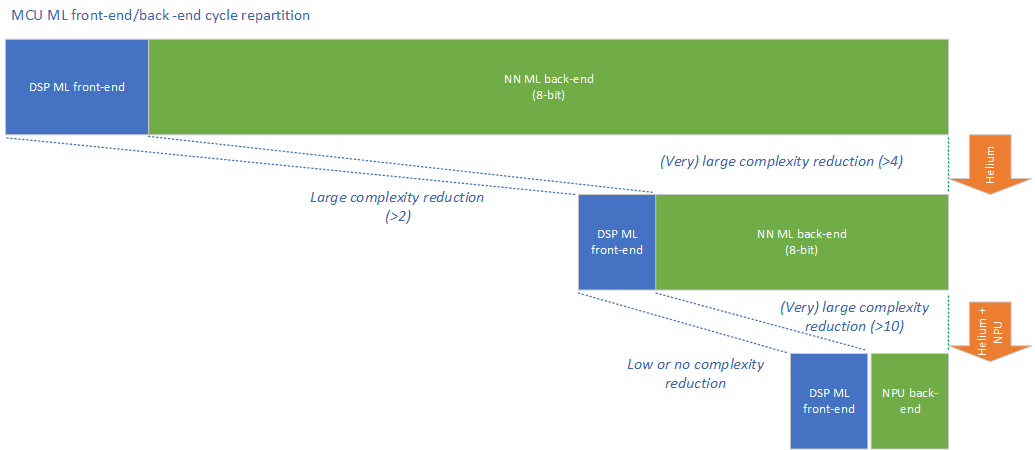 MCU ML front-end/back -end cycle repartition
DSP ML front-end
NN ML back-end
(8-bit)
(Very) large complexity reduction (>4)
Helium
Large complexity reduction
(>2)
DSP ML
front-end
NN ML back-end
(8-bit)
(Very) large complexity
reduction (>10)
Helium +
NPU
Low or no complexity
reduction
DSP ML
front-end
NPU back-
end